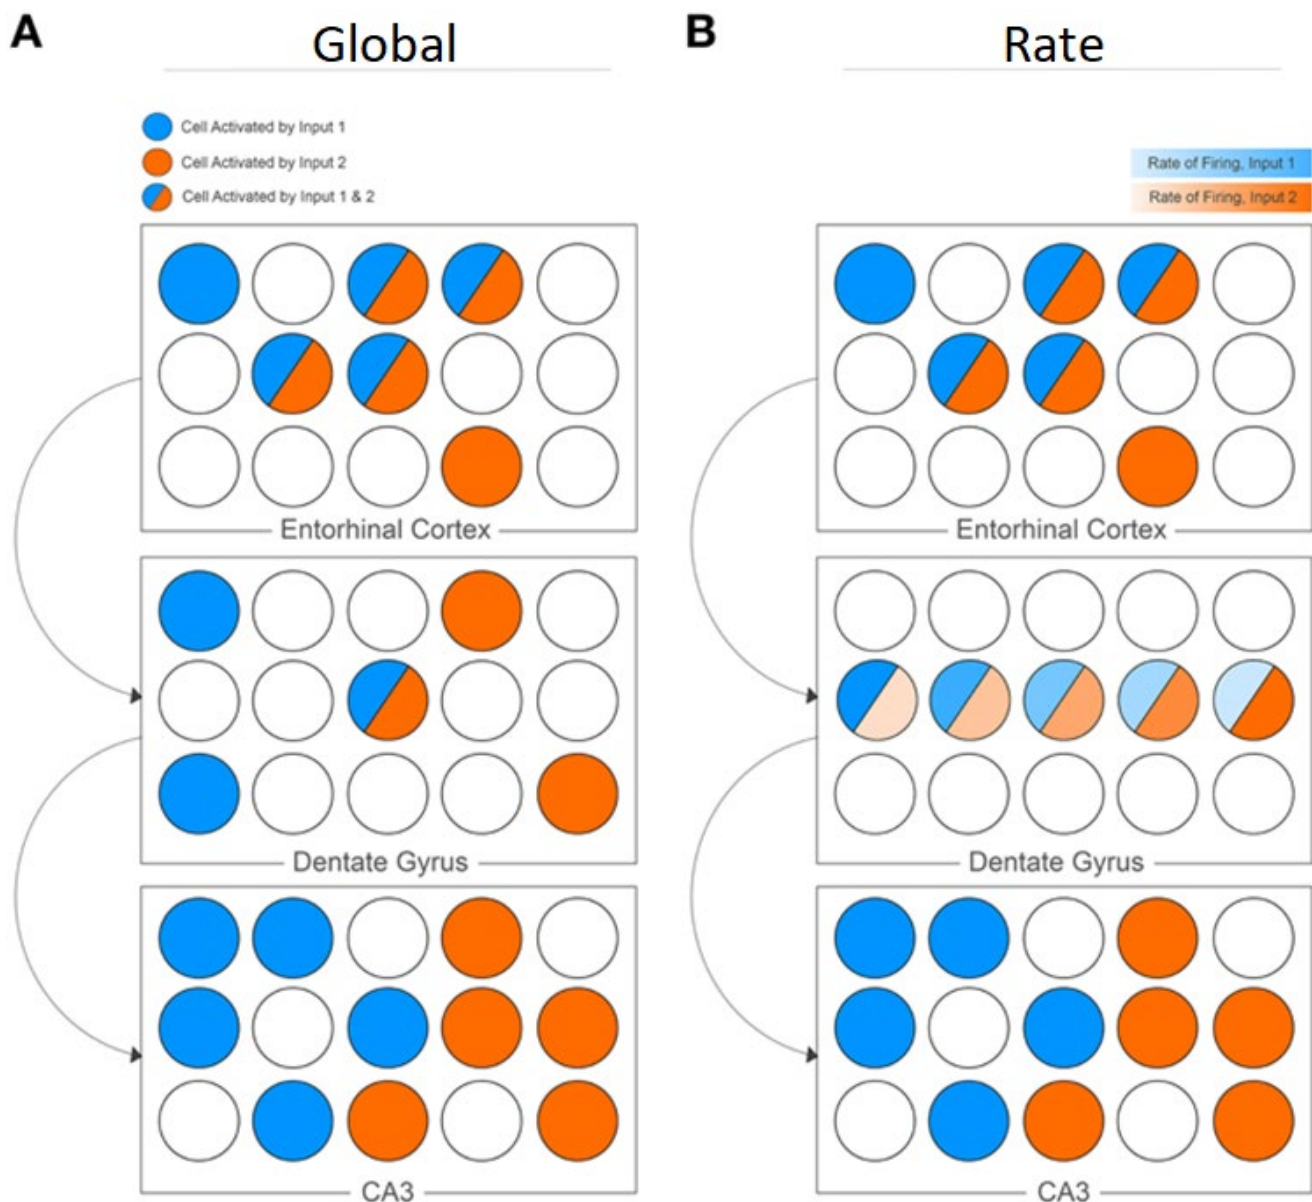 A
Global
Cell Activated by Input 1
Cell Activated by Input 2
Cell Activated by Input 1 & 2
Entorhinal Cortex
Dentate Gyrus
CA3
B
Rate
Rate of Firing, Input 1
Rate of Firing, Input 2
Entorhinal Cortex
Dentate Gyrus
CA3